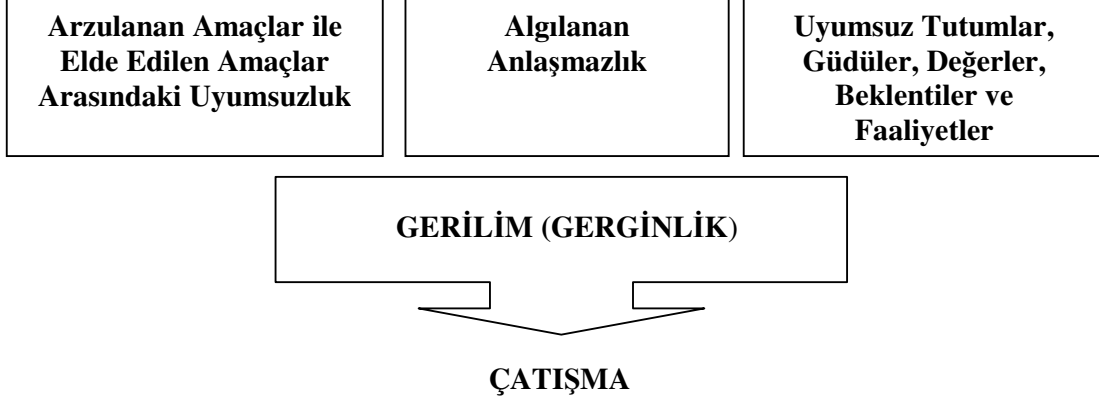 Arzulanan Amaçlar ile
Elde Edilen Amaçlar
Arasındaki Uyumsuzluk
Algılanan
Anlaşmazlık
Uyumsuz Tutumlar,
Güdüler, Değerler,
Beklentiler ve
Faaliyetler
GERİLİM (GERGİNLİK)
ÇATIŞMA